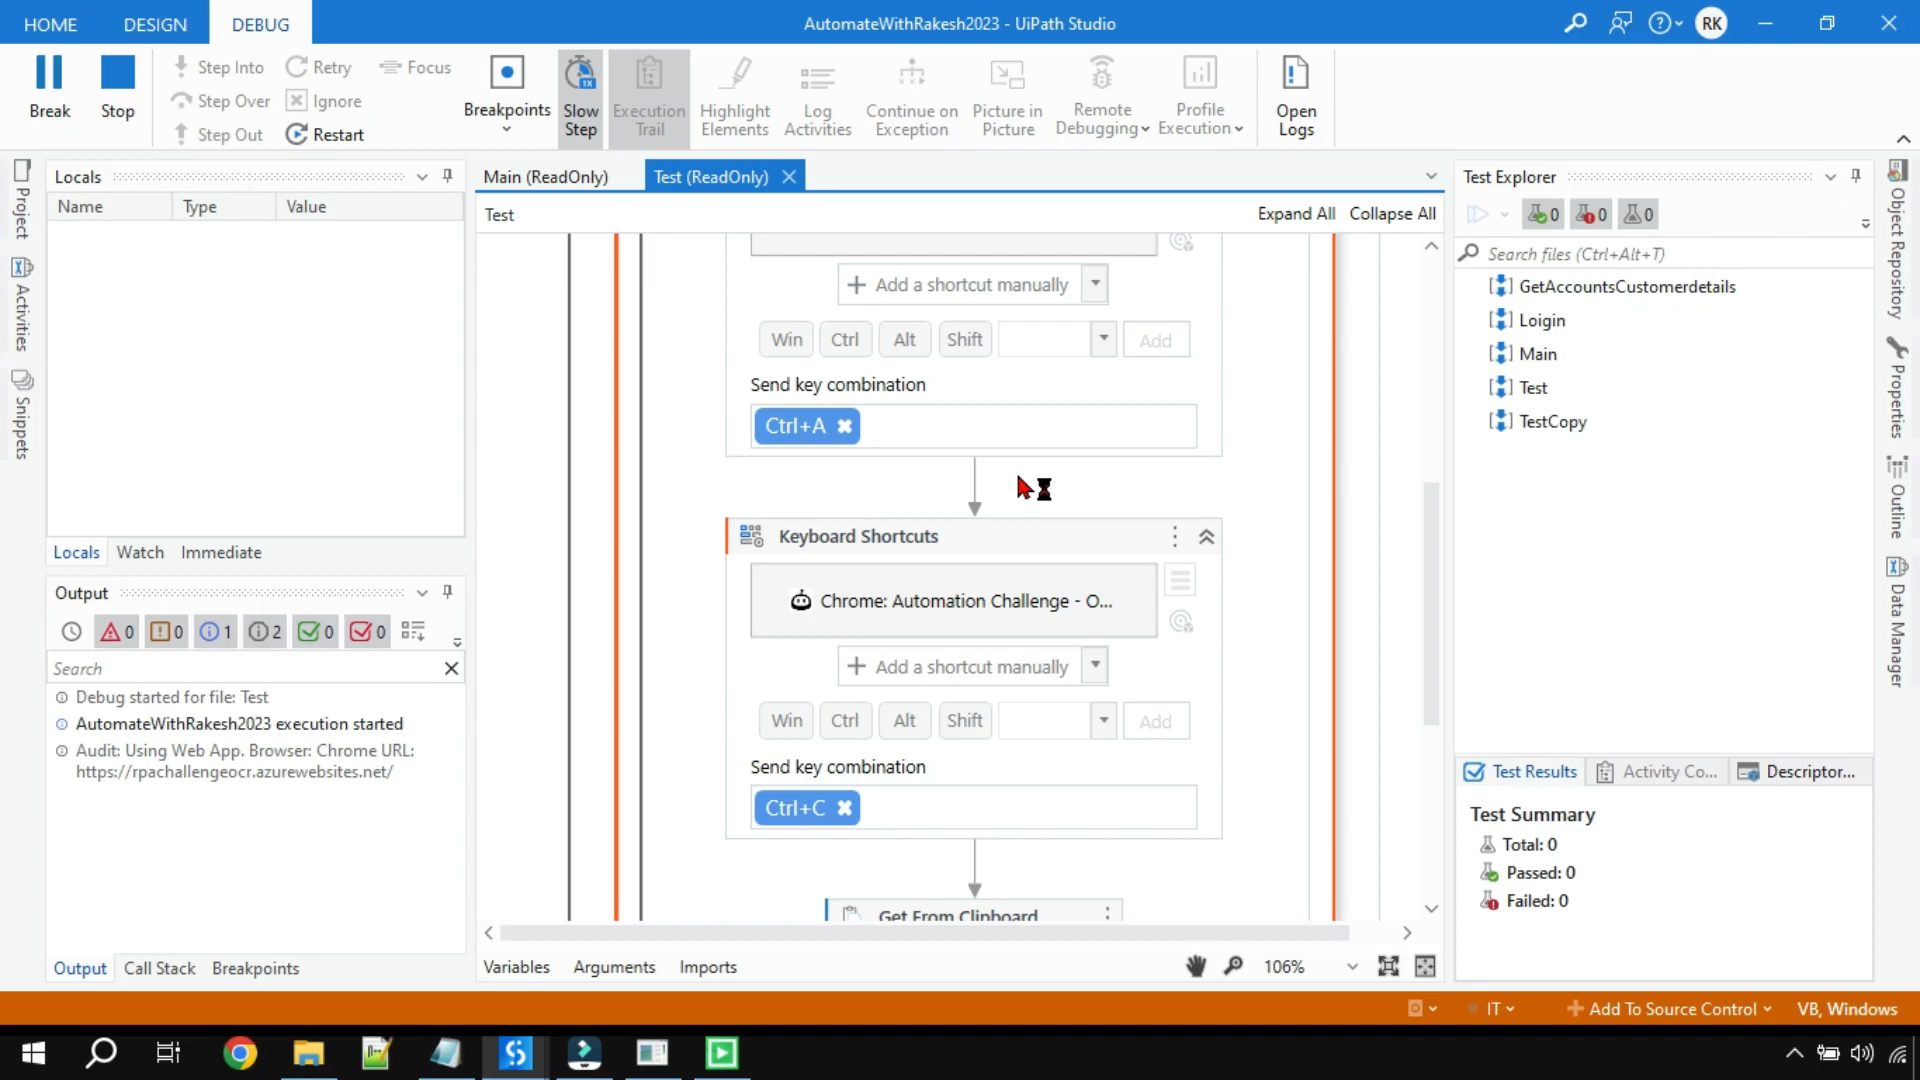 HOME DESIGN DEBUG AutomateWithRakesh2023 - UiPath Studio RK
Break Stop Step Into Retry Focus Breakpoints Slow Step Execution Trail Highlight Elements Log Activities Continue on Exception Picture in Picture Remote Debugging Profile Execution Open Logs
Step Over Ignore
Step Out Restart
Project
Activities
Snippets
Locals
Name Type Value
Locals Watch Immediate
Output
0 0 1 2 0 0
Search
Debug started for file: Test
AutomateWithRakesh2023 execution started
Audit: Using Web App. Browser: Chrome URL:
https://rpachallengeocr.azurewebsites.net/
Output Call Stack Breakpoints
Main (ReadOnly) Test (ReadOnly)
Test Expand All Collapse All
Add a shortcut manually
Win Ctrl Alt Shift Add
Send key combination
Ctrl+A
Keyboard Shortcuts
Chrome: Automation Challenge - O...
Add a shortcut manually
Win Ctrl Alt Shift Add
Send key combination
Ctrl+C
Get From Clipboard
Variables Arguments Imports 106%
Test Explorer
0 0 0
Search files (Ctrl+Alt+T)
GetAccountsCustomerdetails
Loigin
Main
Test
TestCopy
Test Results Activity Co... Descriptor...
Test Summary
Total: 0
Passed: 0
Failed: 0
Object Repository
Properties
Outline
Data Manager
IT Add To Source Control VB, Windows